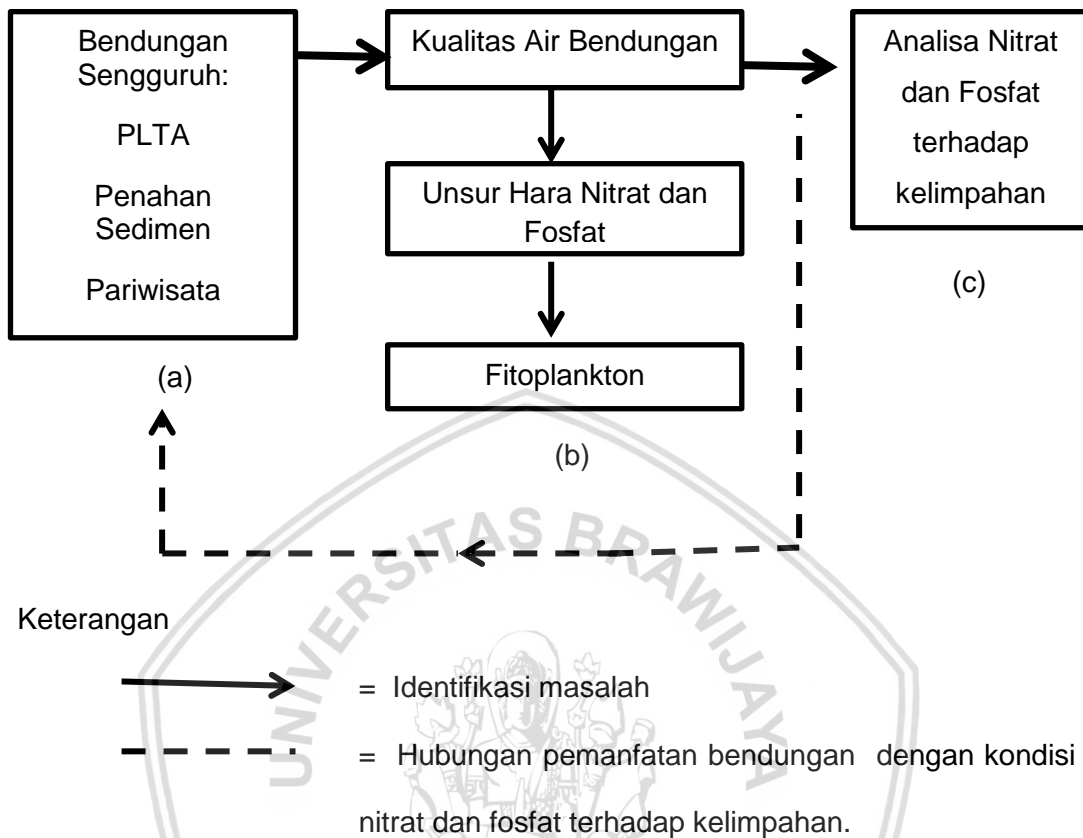 Bendungan
Sengguruh:
PLTA
Penahan
Sedimen
Pariwisata
(a)
Kualitas Air Bendungan
Unsur Hara Nitrat dan
Fosfat
Fitoplankton
(b)
Analisa Nitrat
dan Fosfat
terhadap
kelimpahan
(c)
UNIVERSITAS BRAWIJAYA
Keterangan
= Identifikasi masalah
= Hubungan pemanfatan bendungan dengan kondisi
nitrat dan fosfat terhadap kelimpahan.